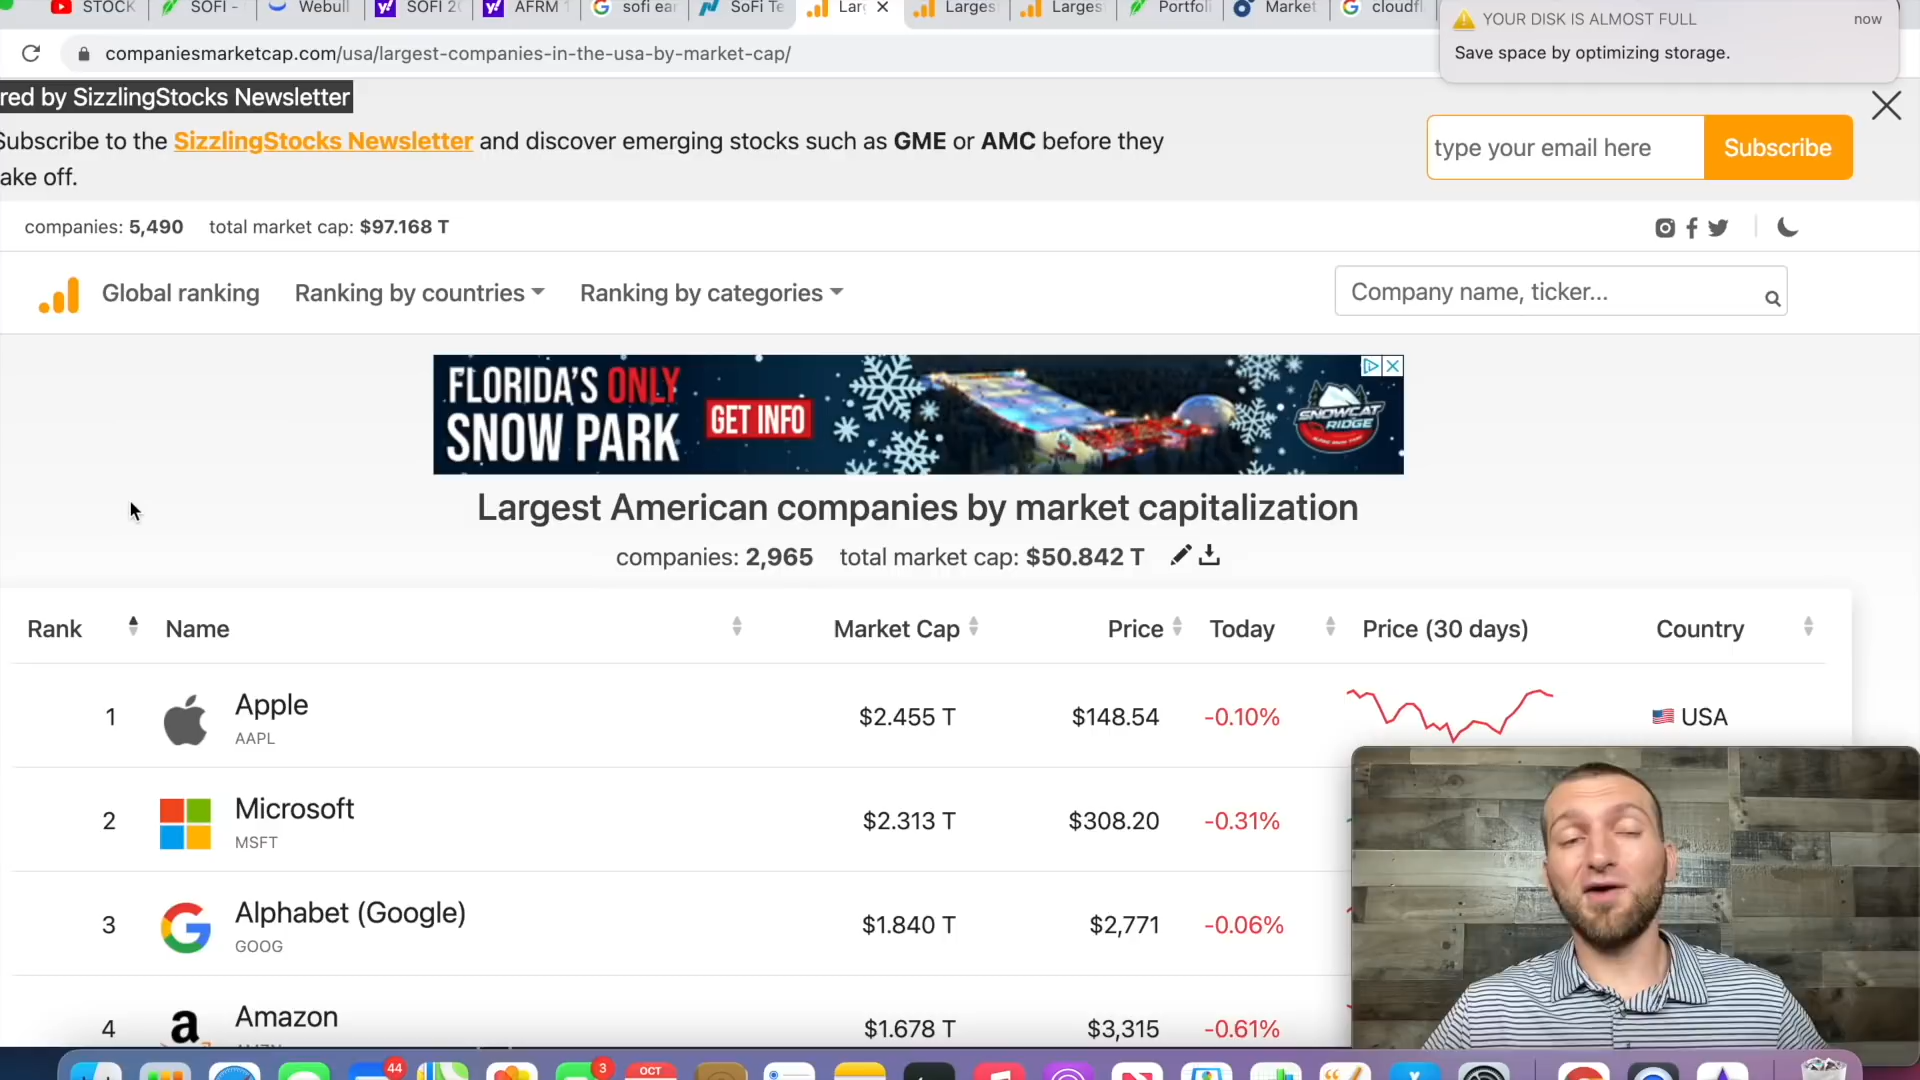 STOCK
SOFI -
Webull
SOFI 20
AFRM 1
sofi ear
SoFi Te
Larg
Larges
Larges
Portfoli
Market
cloudfl
YOUR DISK IS ALMOST FULL
now
Save space by optimizing storage.
companiesmarketcap.com/usa/largest-companies-in-the-usa-by-market-cap/
red by SizzlingStocks Newsletter
Subscribe to the SizzlingStocks Newsletter and discover emerging stocks such as GME or AMC before they
ake off.
type your email here
Subscribe
companies: 5,490 total market cap: $97.168 T
Global ranking
Ranking by countries
Ranking by categories
Company name, ticker...
FLORIDA'S ONLY
SNOW PARK
GET INFO
SNOWCAT
RIDGE
Largest American companies by market capitalization
companies: 2,965 total market cap: $50.842 T
Rank Name Market Cap Price Today Price (30 days) Country
1 Apple $2.455 T $148.54 -0.10% USA
AAPL
2 Microsoft $2.313 T $308.20 -0.31%
MSFT
3 Alphabet (Google) $1.840 T $2,771 -0.06%
GOOG
4 Amazon $1.678 T $3,315 -0.61%
44
3
OCT